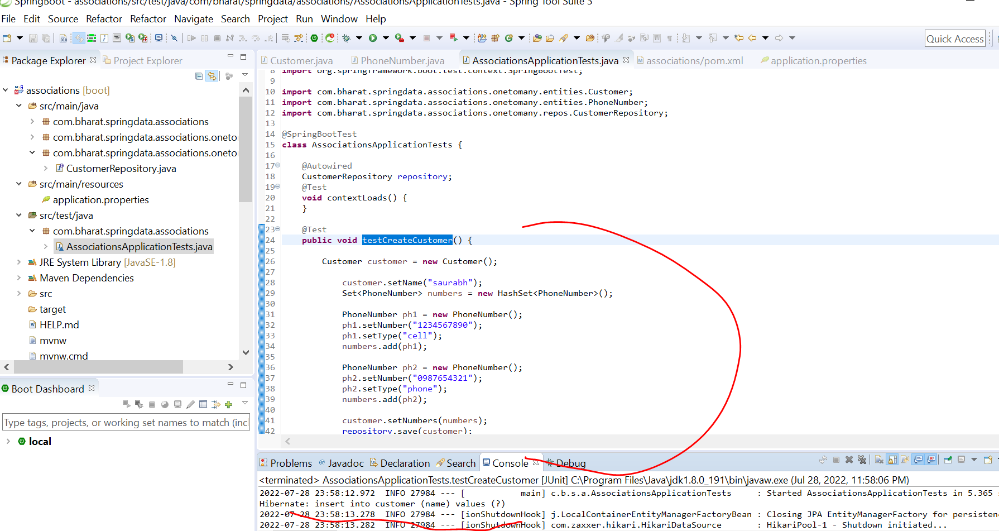 SpringBoot - associations/src/test/java/com/bharat/springdata/associations/AssociationsApplicationTests.java - Spring Tool Suite 3
File Edit Source Refactor Refactor Navigate Search Project Run Window Help
Quick Access
Package Explorer Project Explorer
associations [boot]
src/main/java
com.bharat.springdata.associations
com.bharat.springdata.associations.oneto
com.bharat.springdata.associations.oneto
CustomerRepository.java
src/main/resources
application.properties
src/test/java
com.bharat.springdata.associations
AssociationsApplicationTests.java
JRE System Library [JavaSE-1.8]
Maven Dependencies
src
target
HELP.md
mvnw
mvnw.cmd
Boot Dashboard
Type tags, projects, or working set names to match (incl
local
Customer.java PhoneNumber.java AssociationsApplicationTests.java associations/pom.xml application.properties
8 import org.springframework.boot.test.context.SpringBootTest;
9
10 import com.bharat.springdata.associations.onetomany.entities.Customer;
11 import com.bharat.springdata.associations.onetomany.entities.PhoneNumber;
12 import com.bharat.springdata.associations.onetomany.repos.CustomerRepository;
13
14 @SpringBootTest
15 class AssociationsApplicationTests {
16
17 @Autowired
18 CustomerRepository repository;
19 @Test
20 void contextLoads() {
21 }
22
23 @Test
24 public void testCreateCustomer() {
25
26 Customer customer = new Customer();
27
28 customer.setName("saurabh");
29 Set<PhoneNumber> numbers = new HashSet<PhoneNumber>();
30
31 PhoneNumber ph1 = new PhoneNumber();
32 ph1.setNumber("1234567890");
33 ph1.setType("cell");
34 numbers.add(ph1);
35
36 PhoneNumber ph2 = new PhoneNumber();
37 ph2.setNumber("0987654321");
38 ph2.setType("phone");
39 numbers.add(ph2);
40
41 customer.setNumbers(numbers);
42 repository.save(customer);
Problems Javadoc Declaration Search Console Debug
<terminated> AssociationsApplicationTests.testCreateCustomer [JUnit] C:\Program Files\Java\jdk1.8.0_191\bin\javaw.exe (Jul 28, 2022, 11:58:06 PM)
2022-07-28 23:58:12.972 INFO 27984 --- [ main] c.b.s.a.AssociationsApplicationTests : Started AssociationsApplicationTests in 5.365
Hibernate: insert into customer (name) values (?)
2022-07-28 23:58:13.278 INFO 27984 --- [ionShutdownHook] j.LocalContainerEntityManagerFactoryBean : Closing JPA EntityManagerFactory for persisten
2022-07-28 23:58:13.282 INFO 27984 --- [ionShutdownHook] com.zaxxer.hikari.HikariDataSource : HikariPool-1 - Shutdown initiated...